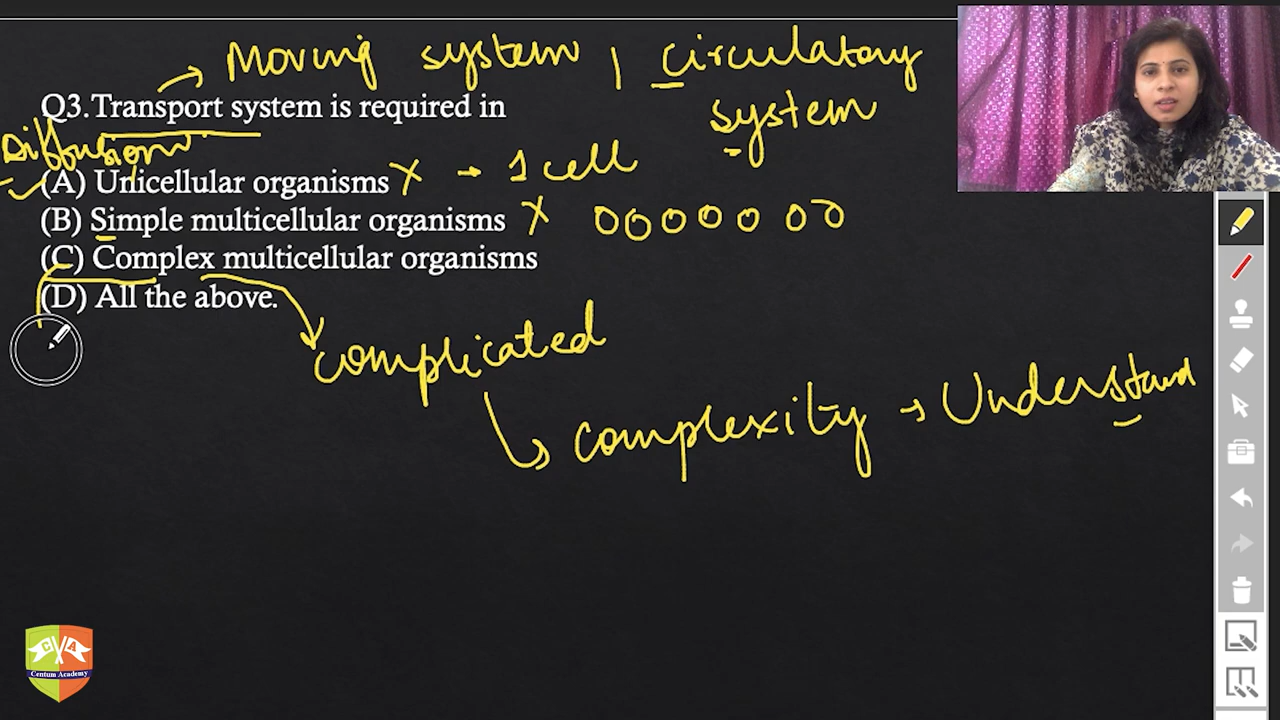 Moving system | circulatory
system
Q3.Transport system is required in
Diffusion
(A) Unicellular organisms X → 1 cell
(B) Simple multicellular organisms X
(C) Complex multicellular organisms
(D) All the above.
complicated
complexity → Understand
C A
Centum Academy